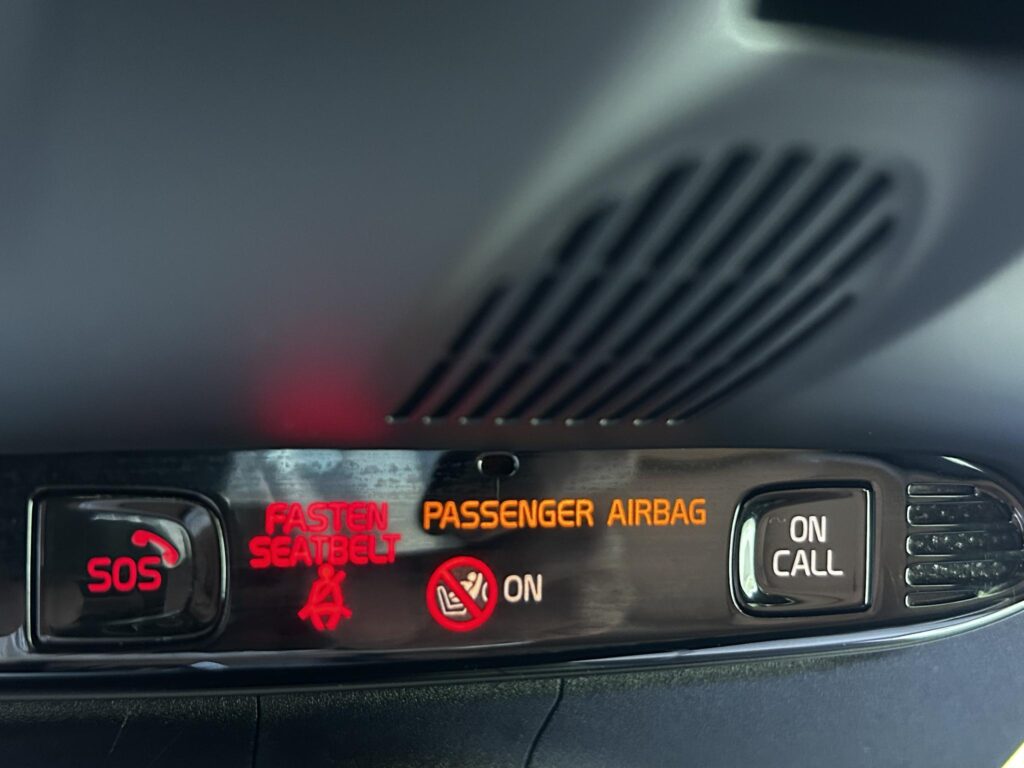 SOS
FASTEN
SEATBELT
PASSENGER AIRBAG
ON
ON
CALL